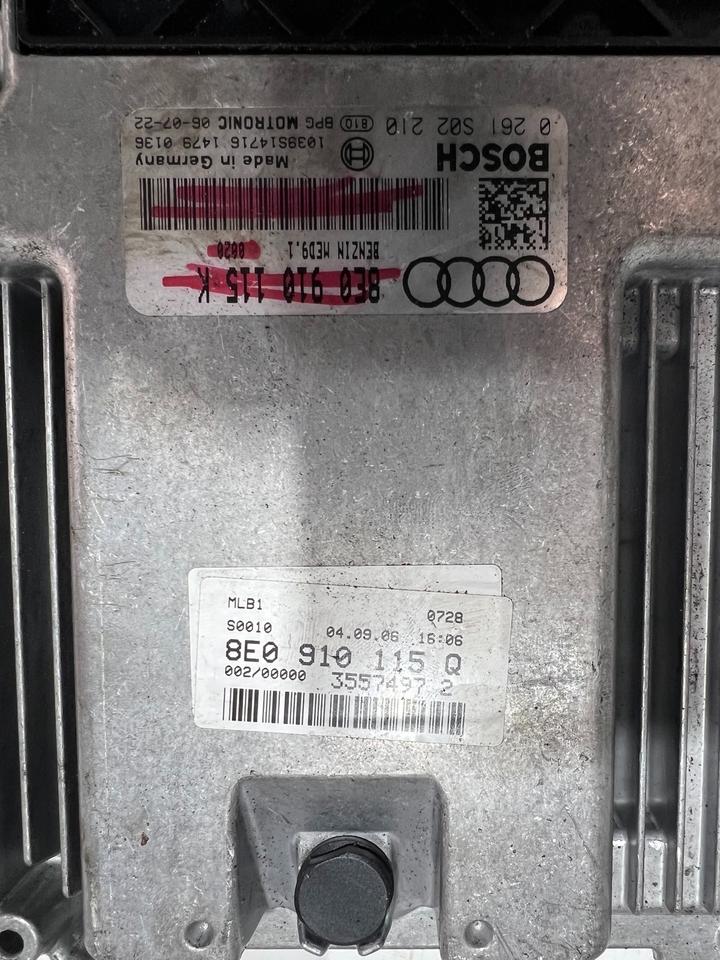 0 261 S02 210 B10 BPG MOTRONIC 06-07-22
BOSCH 1039S14716 1479 0136
Made in Germany
BENZIN MED9.1 0020
8E0 910 115 K
MLB1 0728
S0010 04.09.06 16:06
8E0 910 115 Q
002/00000 3557497 2